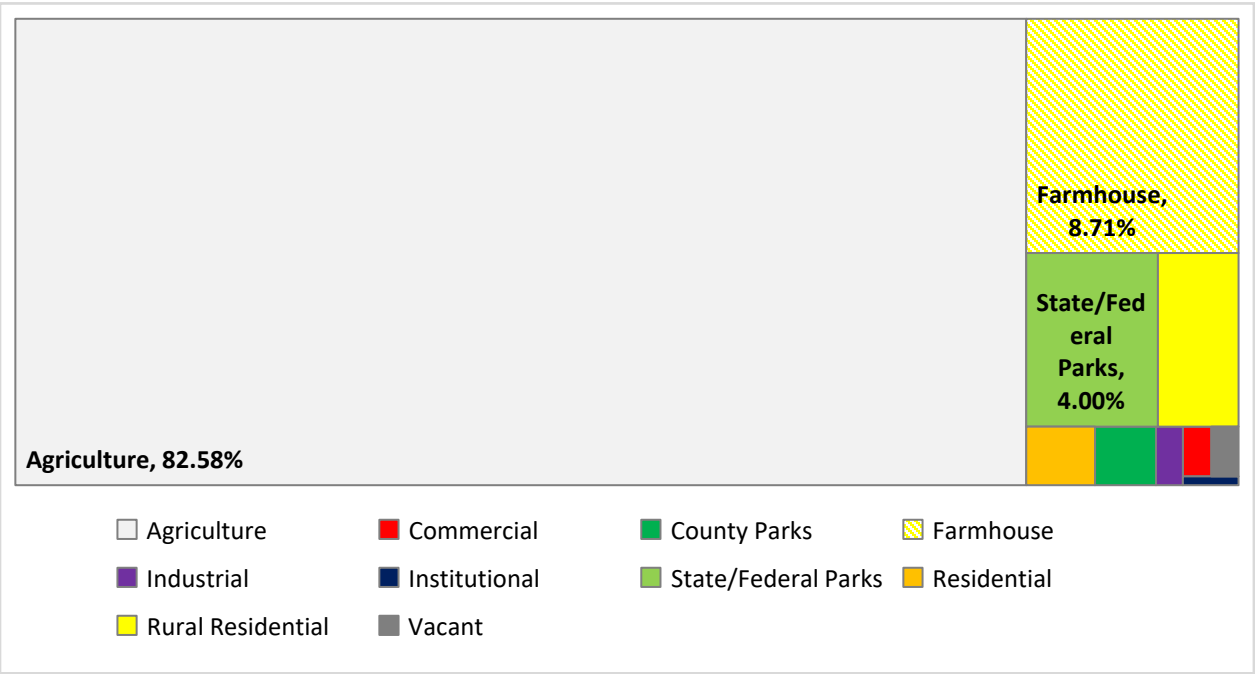 Farmhouse,
8.71%
State/Fed
eral
Parks,
4.00%
Agriculture, 82.58%
Agriculture Commercial County Parks Farmhouse
Industrial Institutional State/Federal Parks Residential
Rural Residential Vacant